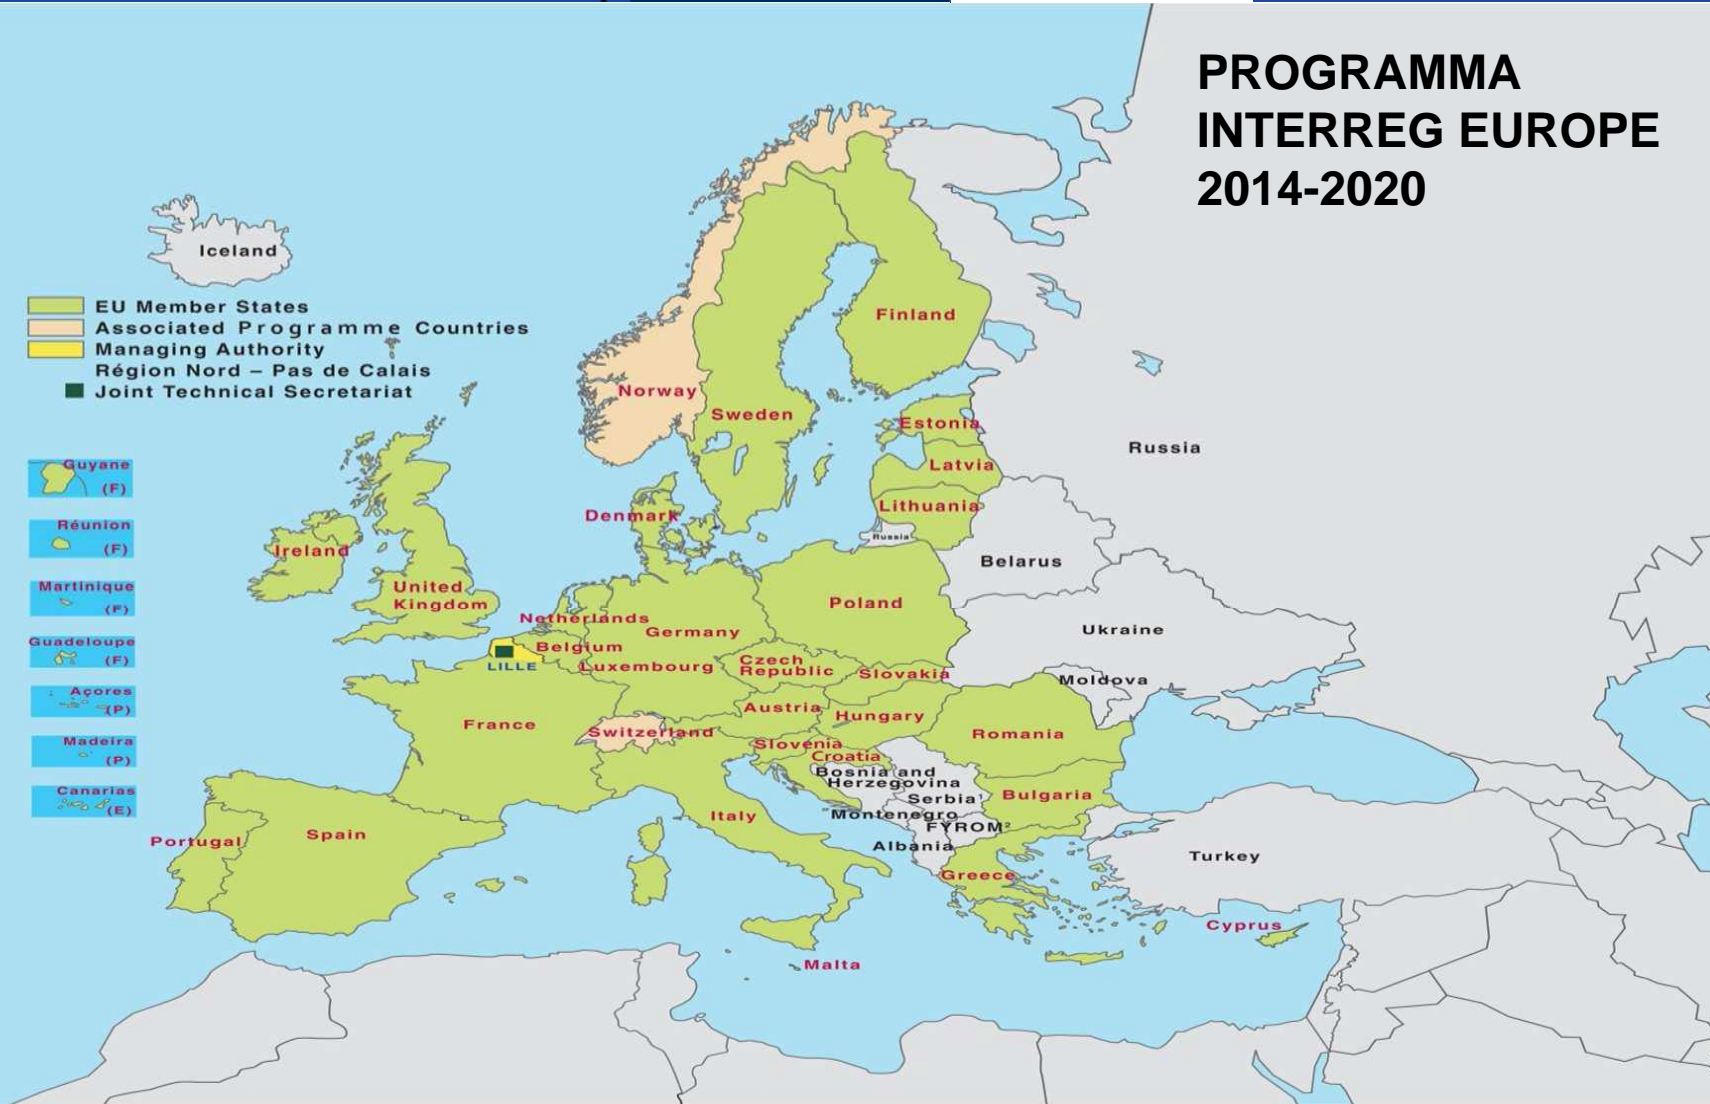 PROGRAMMA
INTERREG EUROPE
2014-2020
Iceland
EU Member States
Associated Programme Countries
Managing Authority
Région Nord – Pas de Calais
Joint Technical Secretariat
Guyane
(F)
Réunion
(F)
Martinique
(F)
Guadeloupe
(F)
Açores
(P)
Madeira
(P)
Canarias
(E)
Finland
Norway
Sweden
Estonia
Russia
Latvia
Lithuania
Denmark
Russia
Ireland
Belarus
United
Kingdom
Poland
Netherlands
Germany
Ukraine
Belgium
LILLE
Luxembourg
Czech
Republic
Slovakia
Moldova
Austria
Hungary
France
Switzerland
Romania
Slovenia
Croatia
Bosnia and
Herzegovina
Serbia¹
Bulgaria
Montenegro
Italy
FYROM²
Portugal
Spain
Albania
Turkey
Greece
Cyprus
Malta